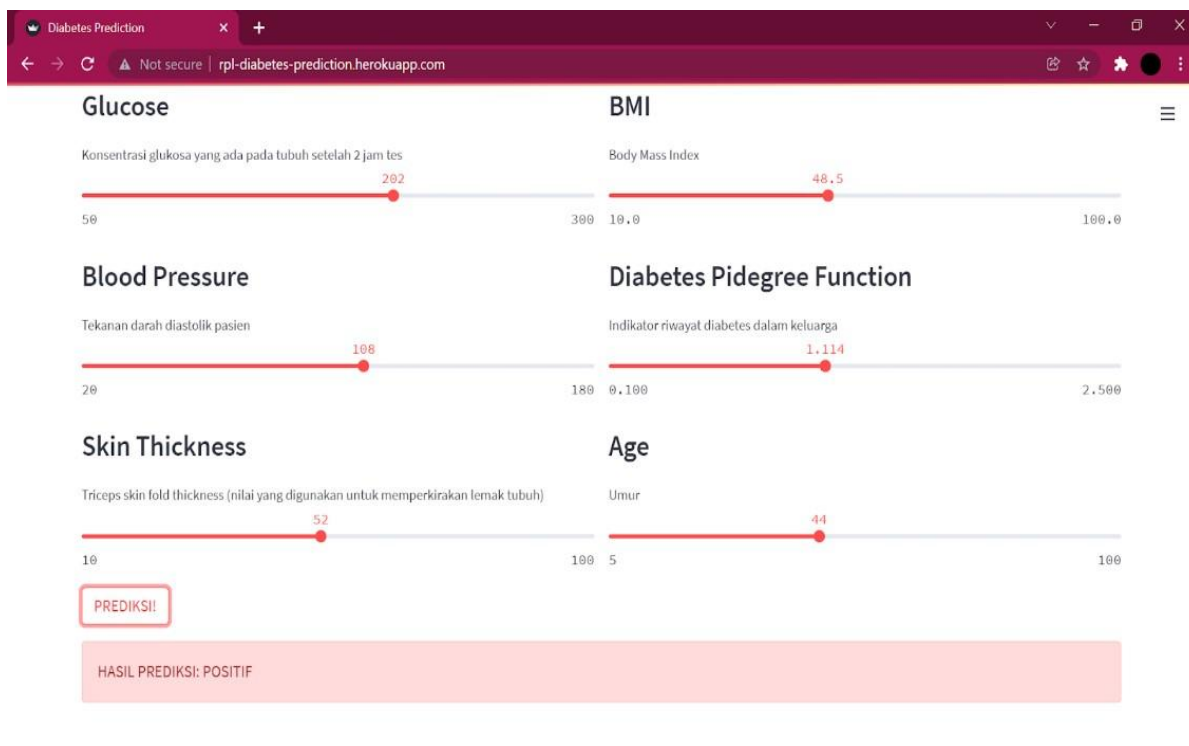 Diabetes Prediction
Not secure | rpl-diabetes-prediction.herokuapp.com
Glucose
Konsentrasi glukosa yang ada pada tubuh setelah 2 jam tes
202
50 300
Blood Pressure
Tekanan darah diastolik pasien
108
20 180
Skin Thickness
Triceps skin fold thickness (nilai yang digunakan untuk memperkirakan lemak tubuh)
52
10 100
BMI
Body Mass Index
48.5
10.0 100.0
Diabetes Pidegree Function
Indikator riwayat diabetes dalam keluarga
1.114
0.100 2.500
Age
Umur
44
5 100
PREDIKSI!
HASIL PREDIKSI: POSITIF